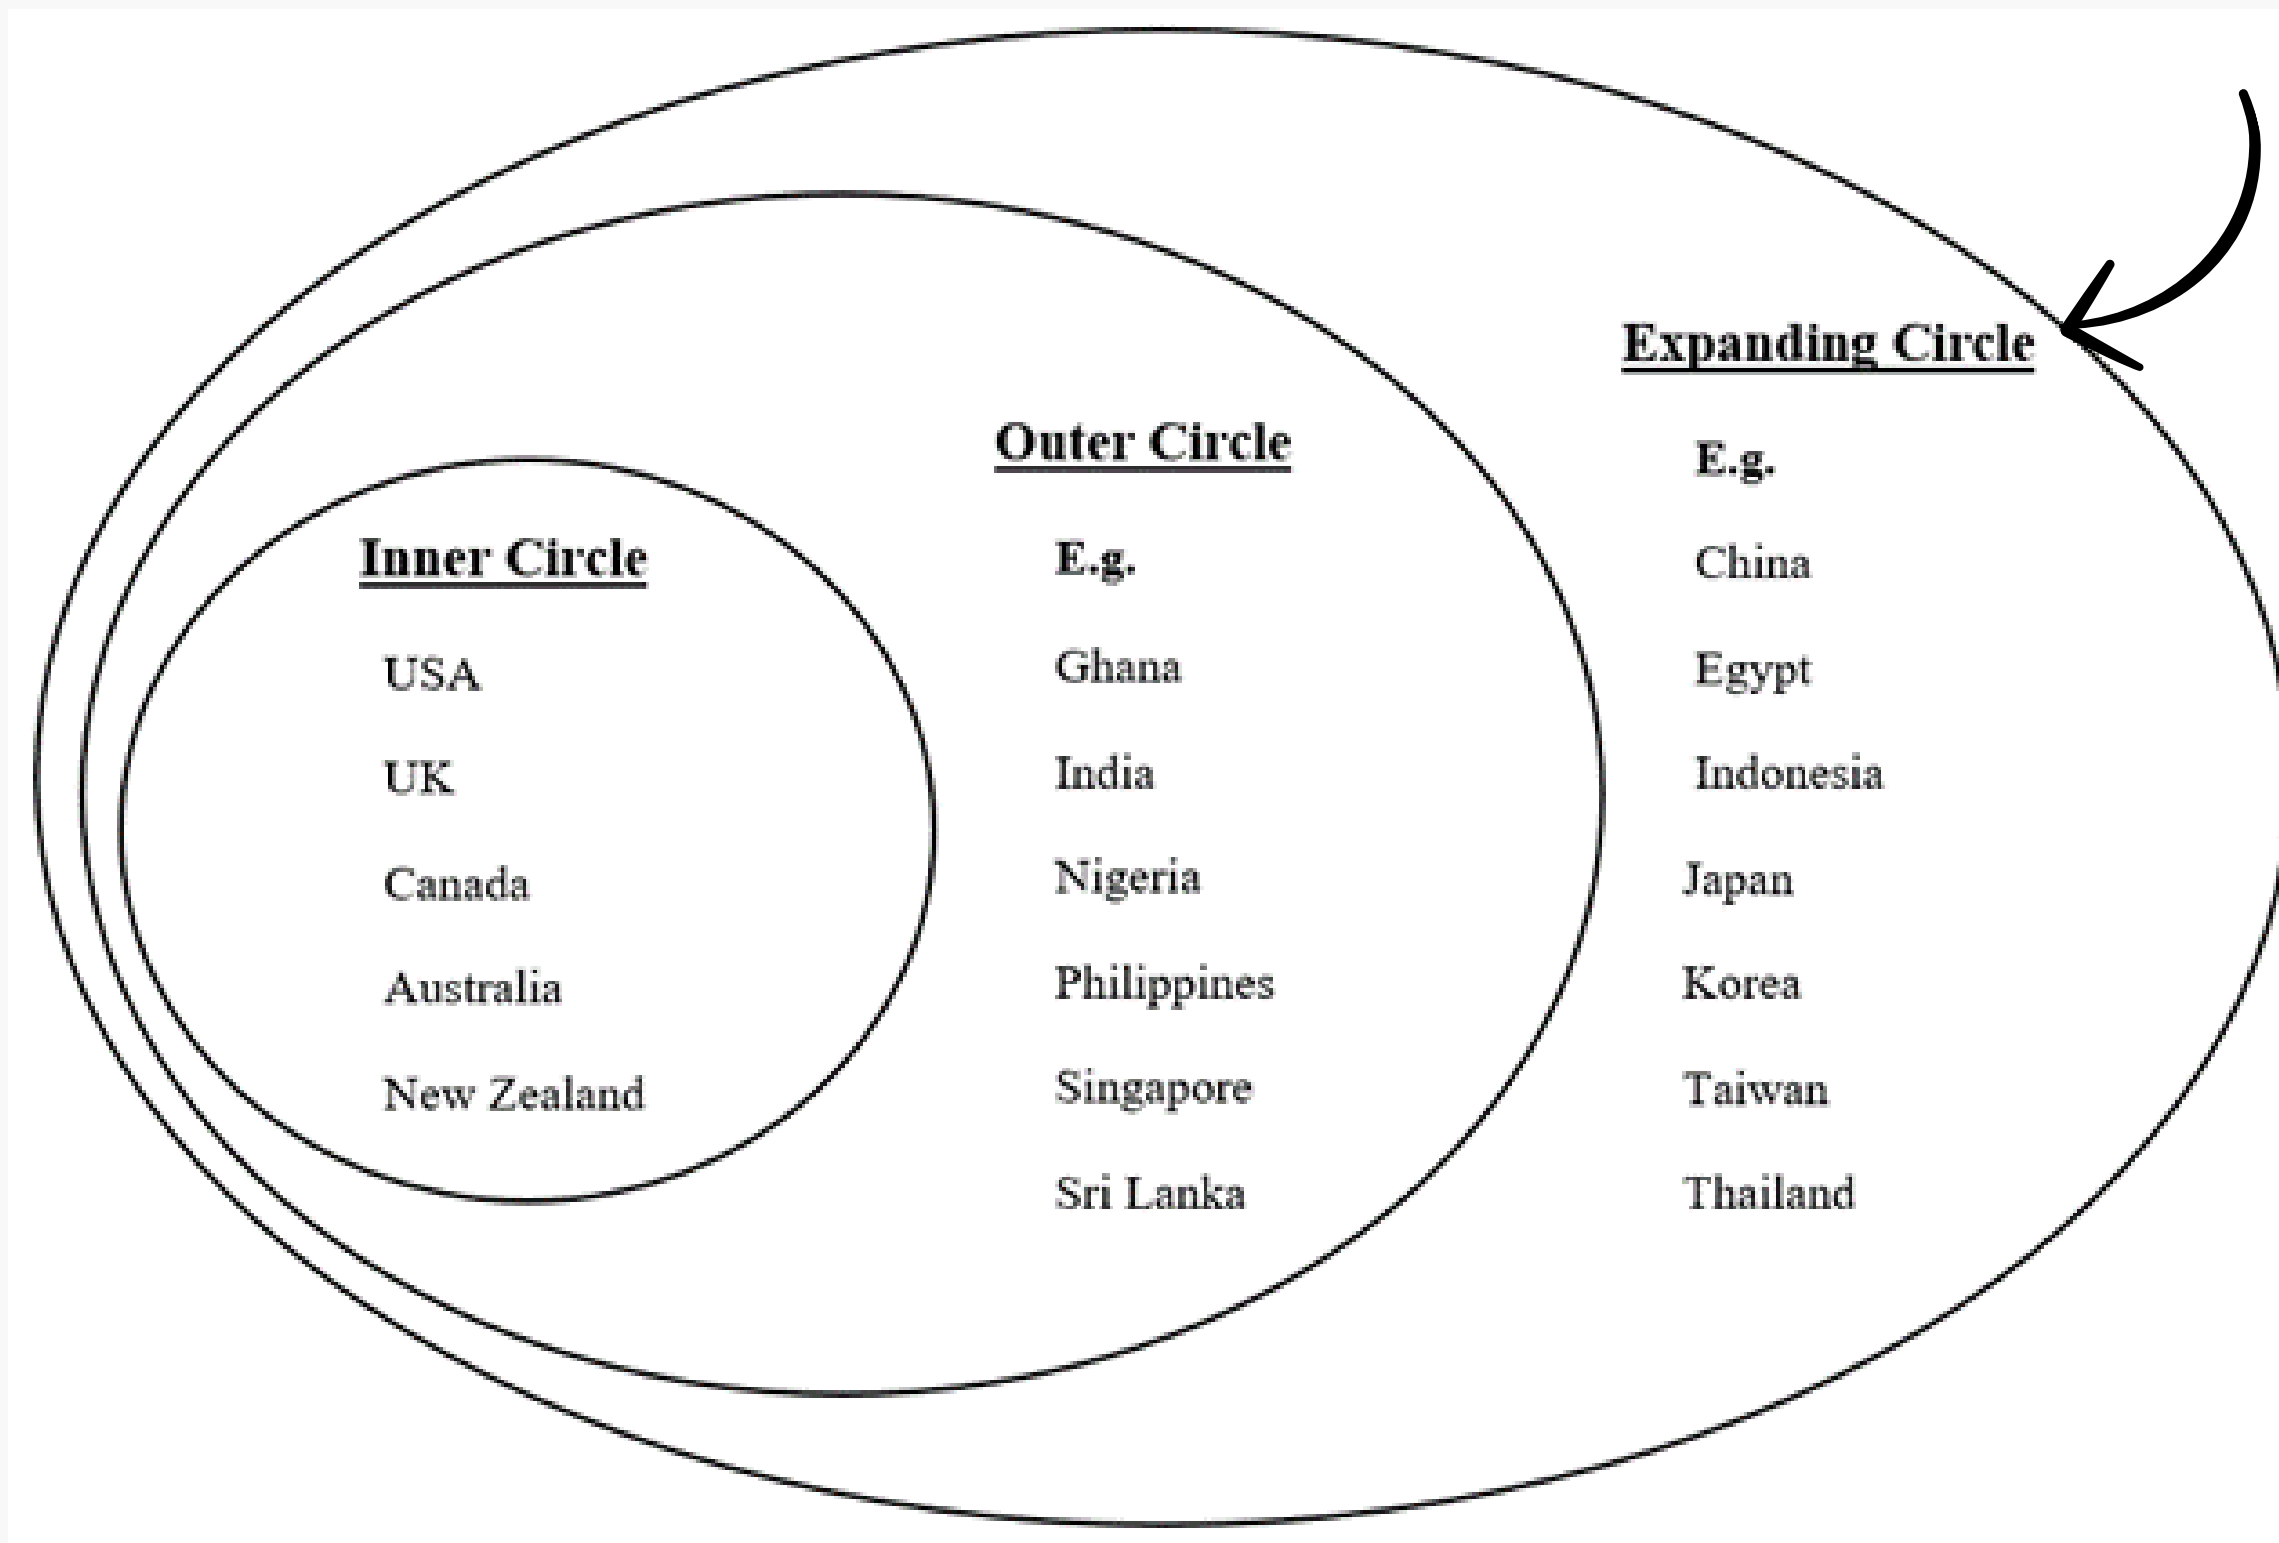 Inner Circle
USA
UK
Canada
Australia
New Zealand
Outer Circle
E.g.
Ghana
India
Nigeria
Philippines
Singapore
Sri Lanka
Expanding Circle
E.g.
China
Egypt
Indonesia
Japan
Korea
Taiwan
Thailand